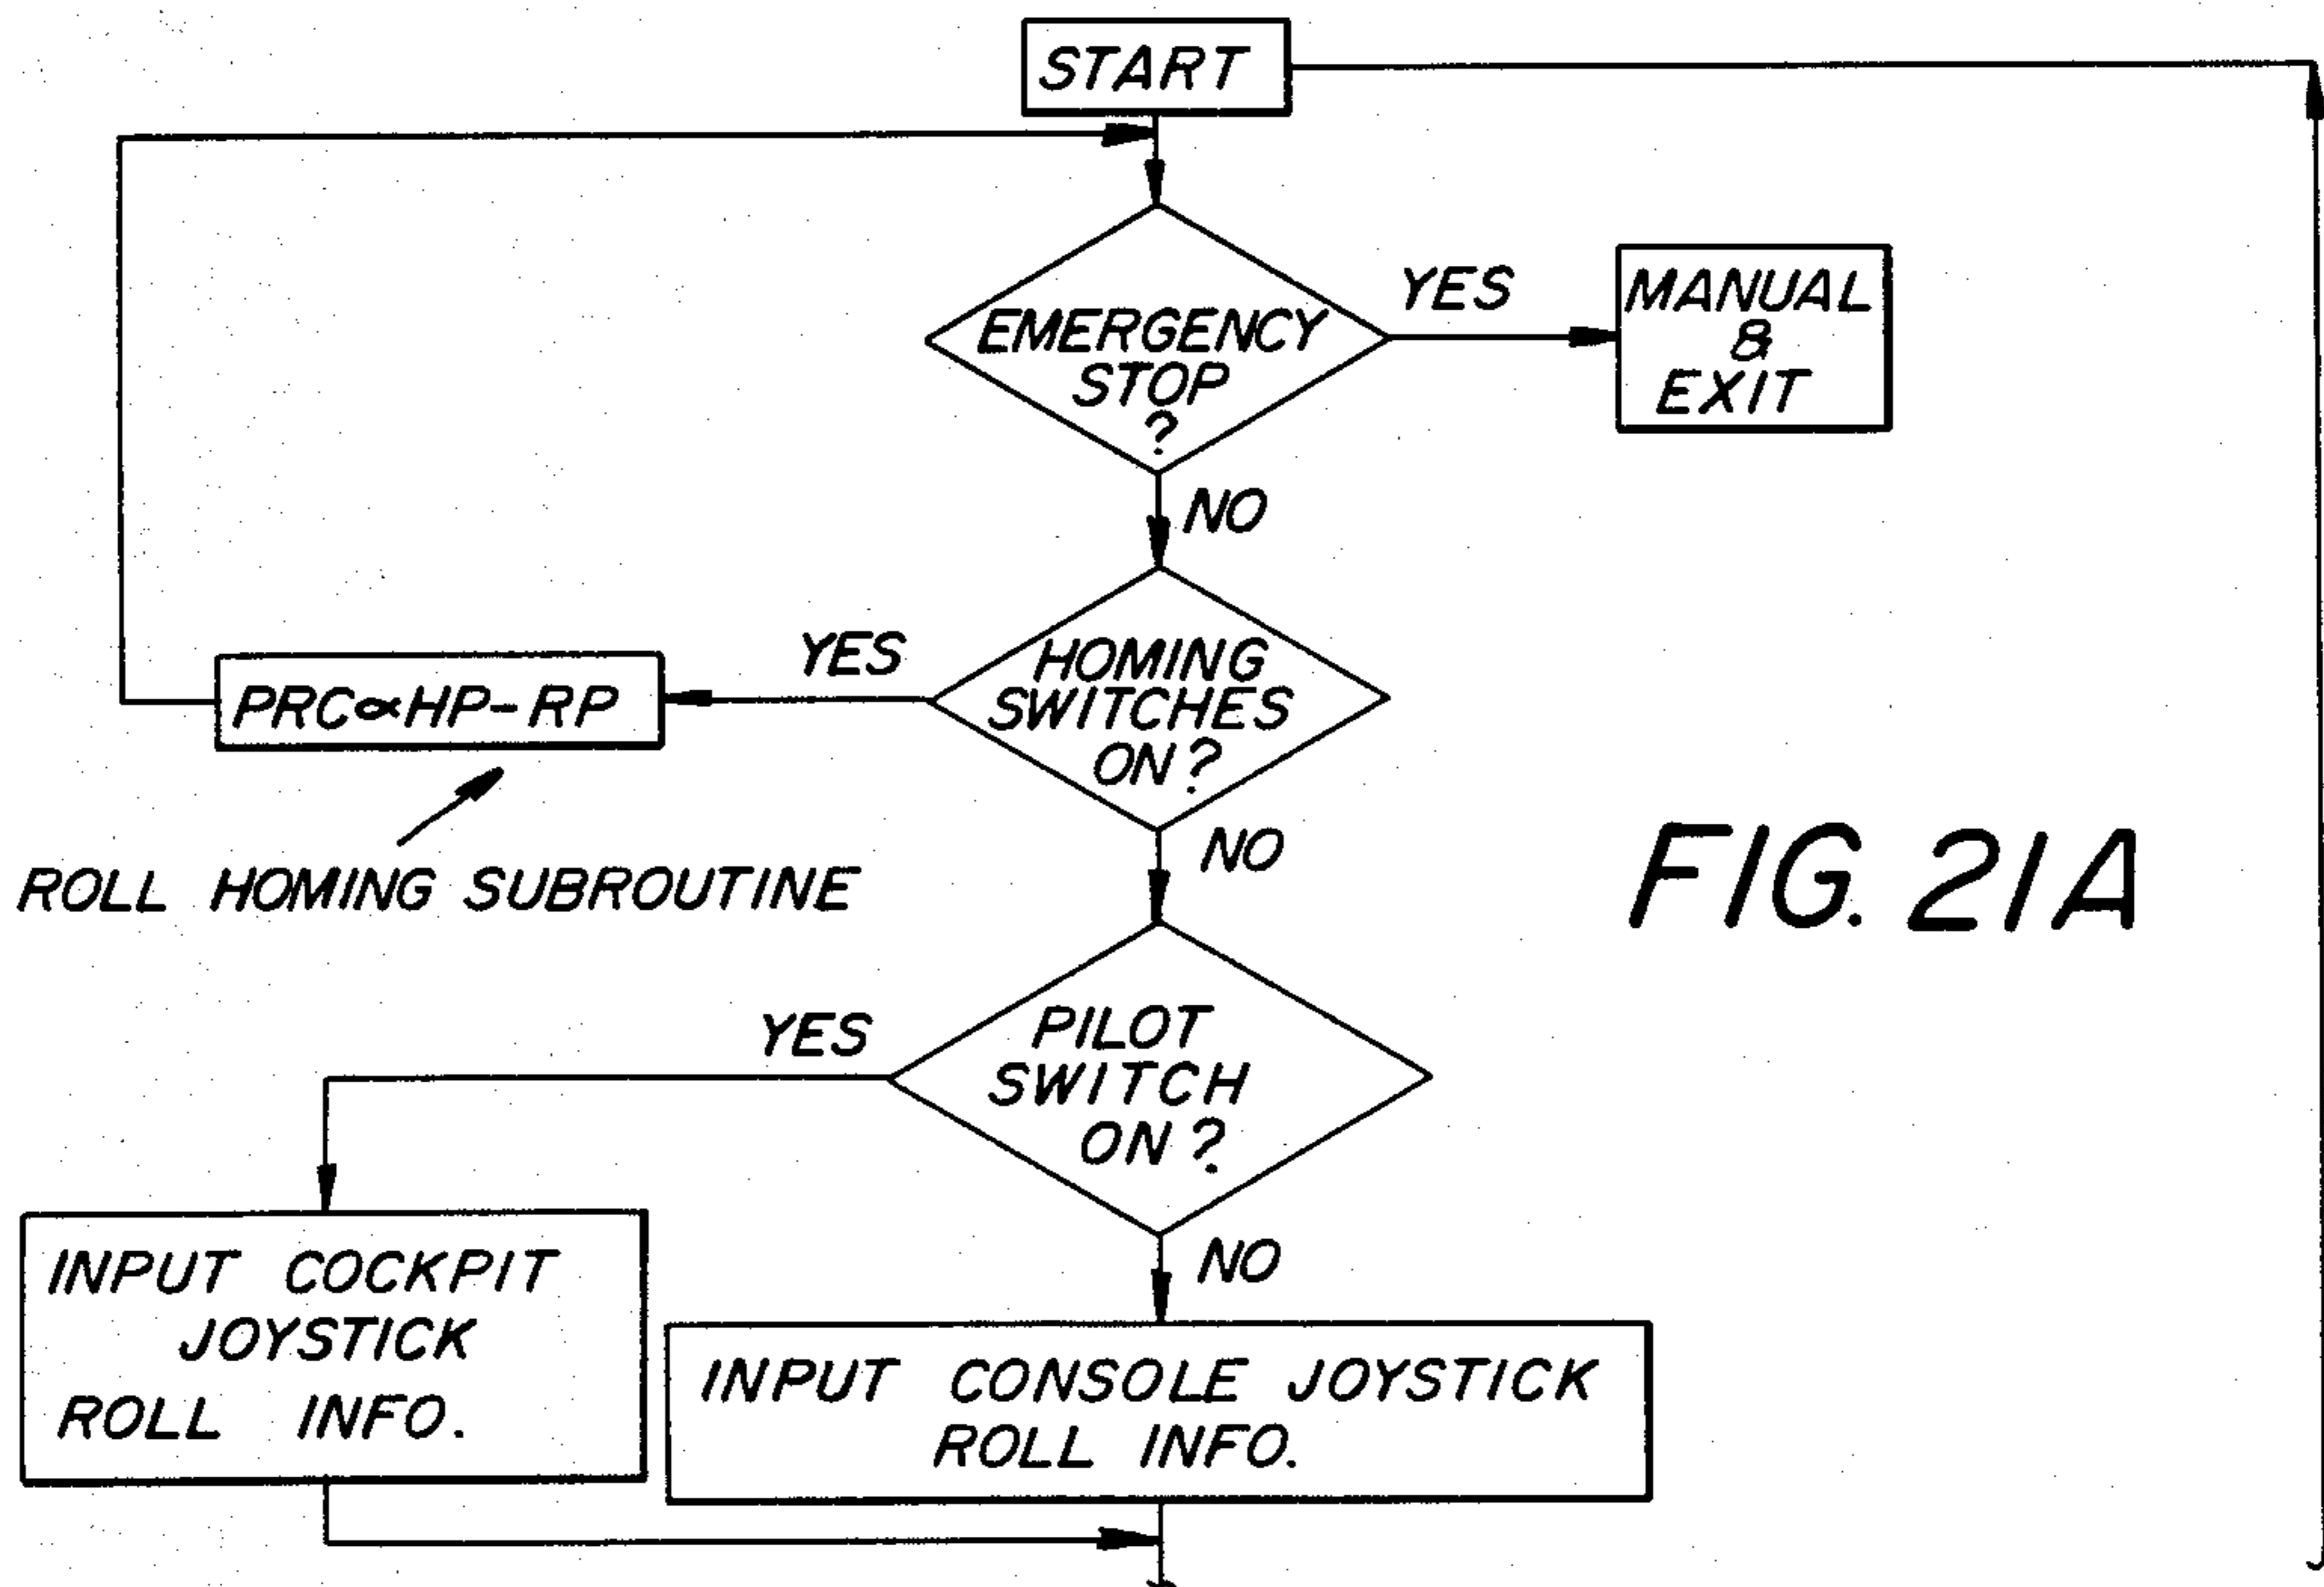 START
EMERGENCY
STOP
?
YES
MANUAL
&
EXIT
NO
HOMING
SWITCHES
ON?
YES
PRC∝HP-RP
ROLL HOMING SUBROUTINE
NO
FIG. 21A
PILOT
SWITCH
ON?
YES
INPUT COCKPIT
JOYSTICK
ROLL INFO.
NO
INPUT CONSOLE JOYSTICK
ROLL INFO.